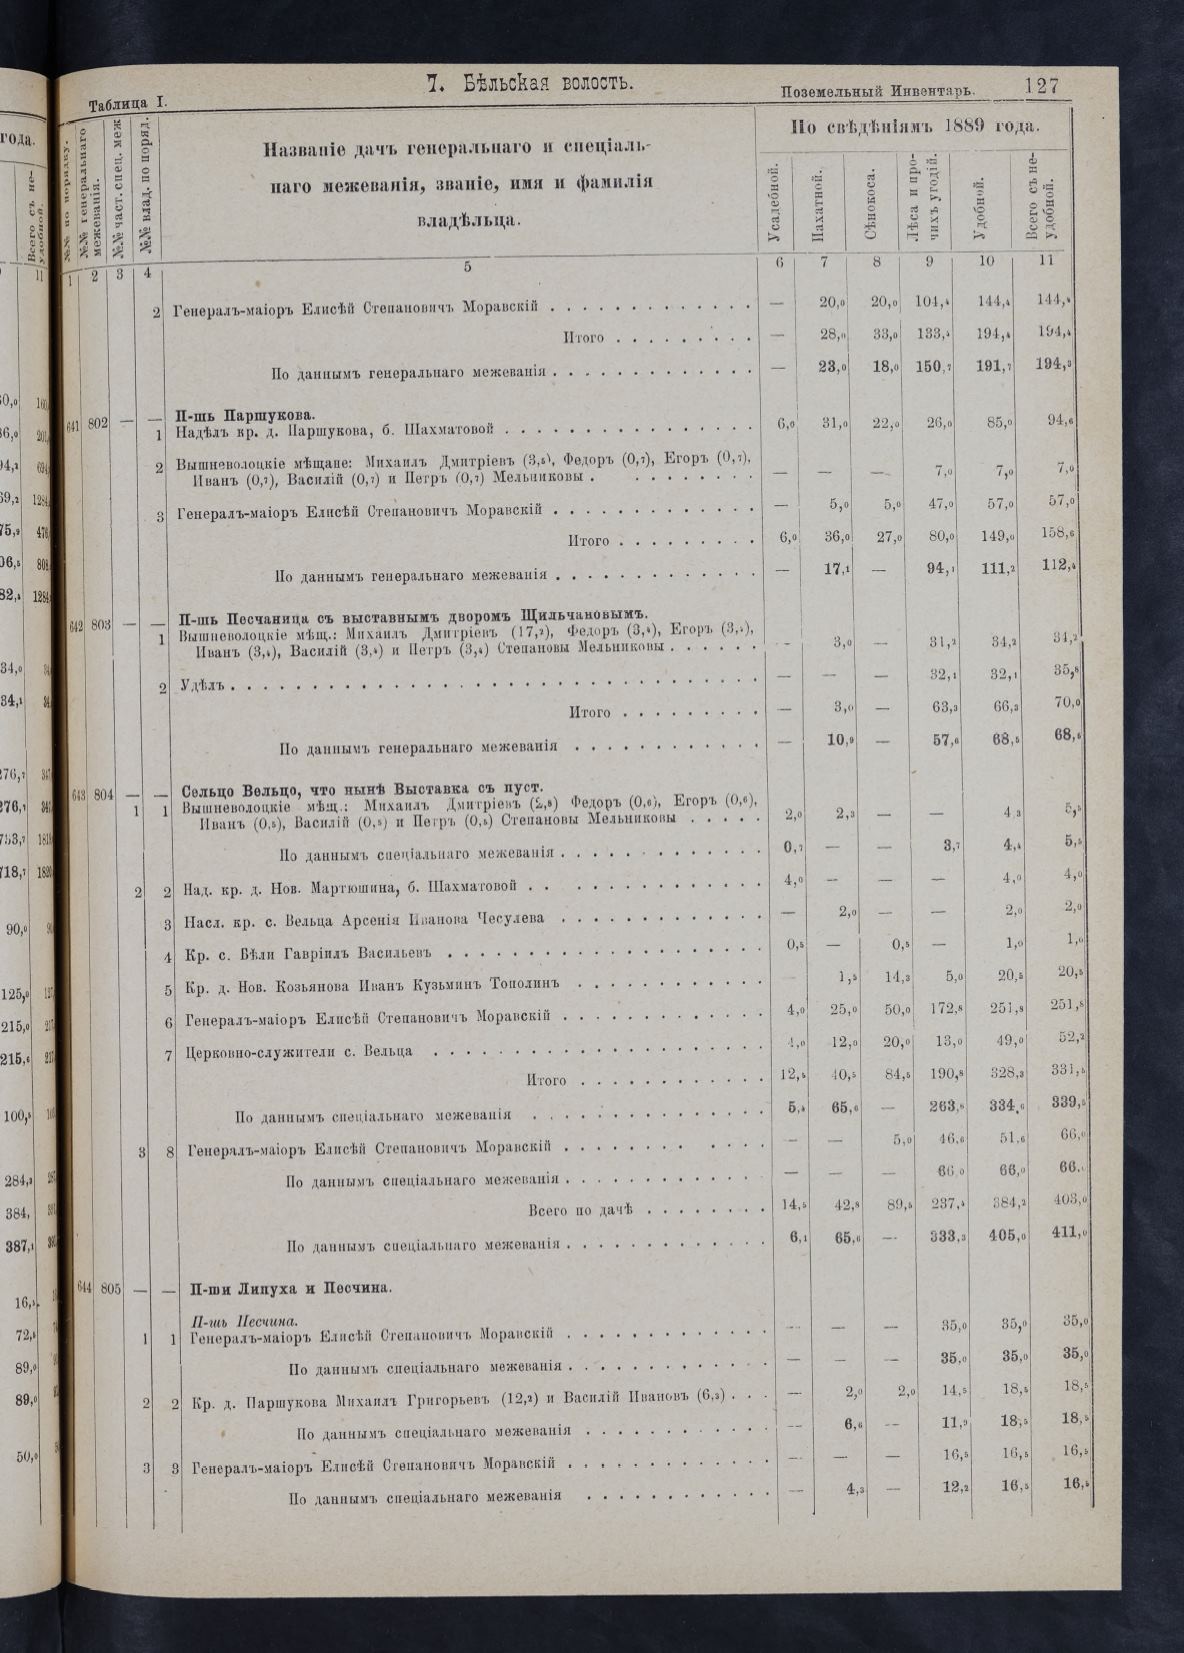 Таблица I.
7. Бѣльская волость.
Поземельный Инвентарь. 127
№№ по порядку.
№№ генеральнаго межеванія.
№№ част. спец. меж
№№ влад. по поряд.
Названіе дачъ генеральнаго и спеціаль-
наго межеванія, званіе, имя и фамилія
владѣльца.
По свѣдѣніямъ 1889 года.
Усадебной.
Пахатной.
Сѣнокоса.
Лѣса и про-
чихъ угодій.
Удобной.
Всего съ не-
удобной.
1 2 3 4 5 6 7 8 9 10 11
2 Генералъ-маіоръ Елисѣй Степановичъ Моравскій — 20,0 20,0 104,4 144,4 144,4
Итого — 28,0 33,0 133,4 194,4 194,4
По даннымъ генеральнаго межеванія — 23,0 18,0 150,7 191,7 194,3
641 802 — — П-шь Паршукова.
1 Надѣлъ кр. д. Паршукова, б. Шахматовой 6,0 31,0 22,0 26,0 85,0 94,6
2 Вышневолоцкіе мѣщане: Михаилъ Дмитріевъ (3,5), Федоръ (0,7), Егоръ (0,7),
Иванъ (0,7), Василій (0,7) и Петръ (0,7) Мельниковы — — — 7,0 7,0 7,0
3 Генералъ-маіоръ Елисѣй Степановичъ Моравскій — 5,0 5,0 47,0 57,0 57,0
Итого 6,0 36,0 27,0 80,0 149,0 158,6
По даннымъ генеральнаго межеванія — 17,1 — 94,1 111,2 112,4
642 803 — — П-шь Песчаница съ выставнымъ дворомъ Щильчановымъ.
1 Вышневолоцкіе мѣщ.: Михаилъ Дмитріевъ (17,2), Федоръ (3,4), Егоръ (3,4),
Иванъ (3,4), Василій (3,4) и Петръ (3,4) Степановы Мельниковы — 3,0 — 31,2 34,2 34,2
2 Удѣлъ — — — 32,1 32,1 35,8
Итого — 3,0 — 63,3 66,3 70,0
По даннымъ генеральнаго межеванія — 10,9 — 57,6 68,5 68,6
643 804 — — Сельцо Вельцо, что нынѣ Выставка съ пуст.
1 1 Вышневолоцкіе мѣщ.: Михаилъ Дмитріевъ (2,8) Федоръ (0,6), Егоръ (0,6),
Иванъ (0,5), Василій (0,5) и Петръ (0,5) Степановы Мельниковы 2,0 2,3 — — 4,3 5,5
По даннымъ спеціальнаго межеванія 0,7 — — 3,7 4,4 5,5
2 2 Над. кр. д. Нов. Мартюшина, б. Шахматовой 4,0 — — — 4,0 4,0
3 Насл. кр. с. Вельца Арсенія Иванова Чесулева — 2,0 — — 2,0 2,0
4 Кр. с. Бѣли Гавріилъ Васильевъ 0,5 — 0,5 — 1,0 1,0
5 Кр. д. Нов. Козьянова Иванъ Кузьминъ Тополинъ — 1,5 14,3 5,0 20,8 20,8
6 Генералъ-маіоръ Елисѣй Степановичъ Моравскій 4,0 25,0 50,0 172,8 251,8 251,8
7 Церковно-служители с. Вельца 4,0 12,0 20,0 13,0 49,0 52,2
Итого 12,5 40,5 84,5 190,8 328,3 331,5
По даннымъ спеціальнаго межеванія 5,4 65,6 — 263,6 334,6 339,5
3 8 Генералъ-маіоръ Елисѣй Степановичъ Моравскій — — 5,0 46,6 51,6 66,0
По даннымъ спеціальнаго межеванія — — — 66,0 66,0 66,0
Всего по дачѣ 14,5 42,8 89,5 237,4 384,2 403,0
По даннымъ спеціальнаго межеванія 6,1 65,6 — 333,3 405,0 411,0
644 805 — — П-ши Липуха и Песчина.
П-шь Песчина.
1 1 Генералъ-маіоръ Елисѣй Степановичъ Моравскій — — — 35,0 35,0 35,0
По даннымъ спеціальнаго межеванія — — — 35,0 35,0 35,0
2 2 Кр. д. Паршукова Михаилъ Григорьевъ (12,2) и Василій Ивановъ (6,3) — 2,0 2,0 14,5 18,5 18,5
По даннымъ спеціальнаго межеванія — 6,6 — 11,9 18,5 18,5
3 3 Генералъ-маіоръ Елисѣй Степановичъ Моравскій — — — 16,5 16,5 16,5
По даннымъ спеціальнаго межеванія — 4,3 — 12,2 16,5 16,5